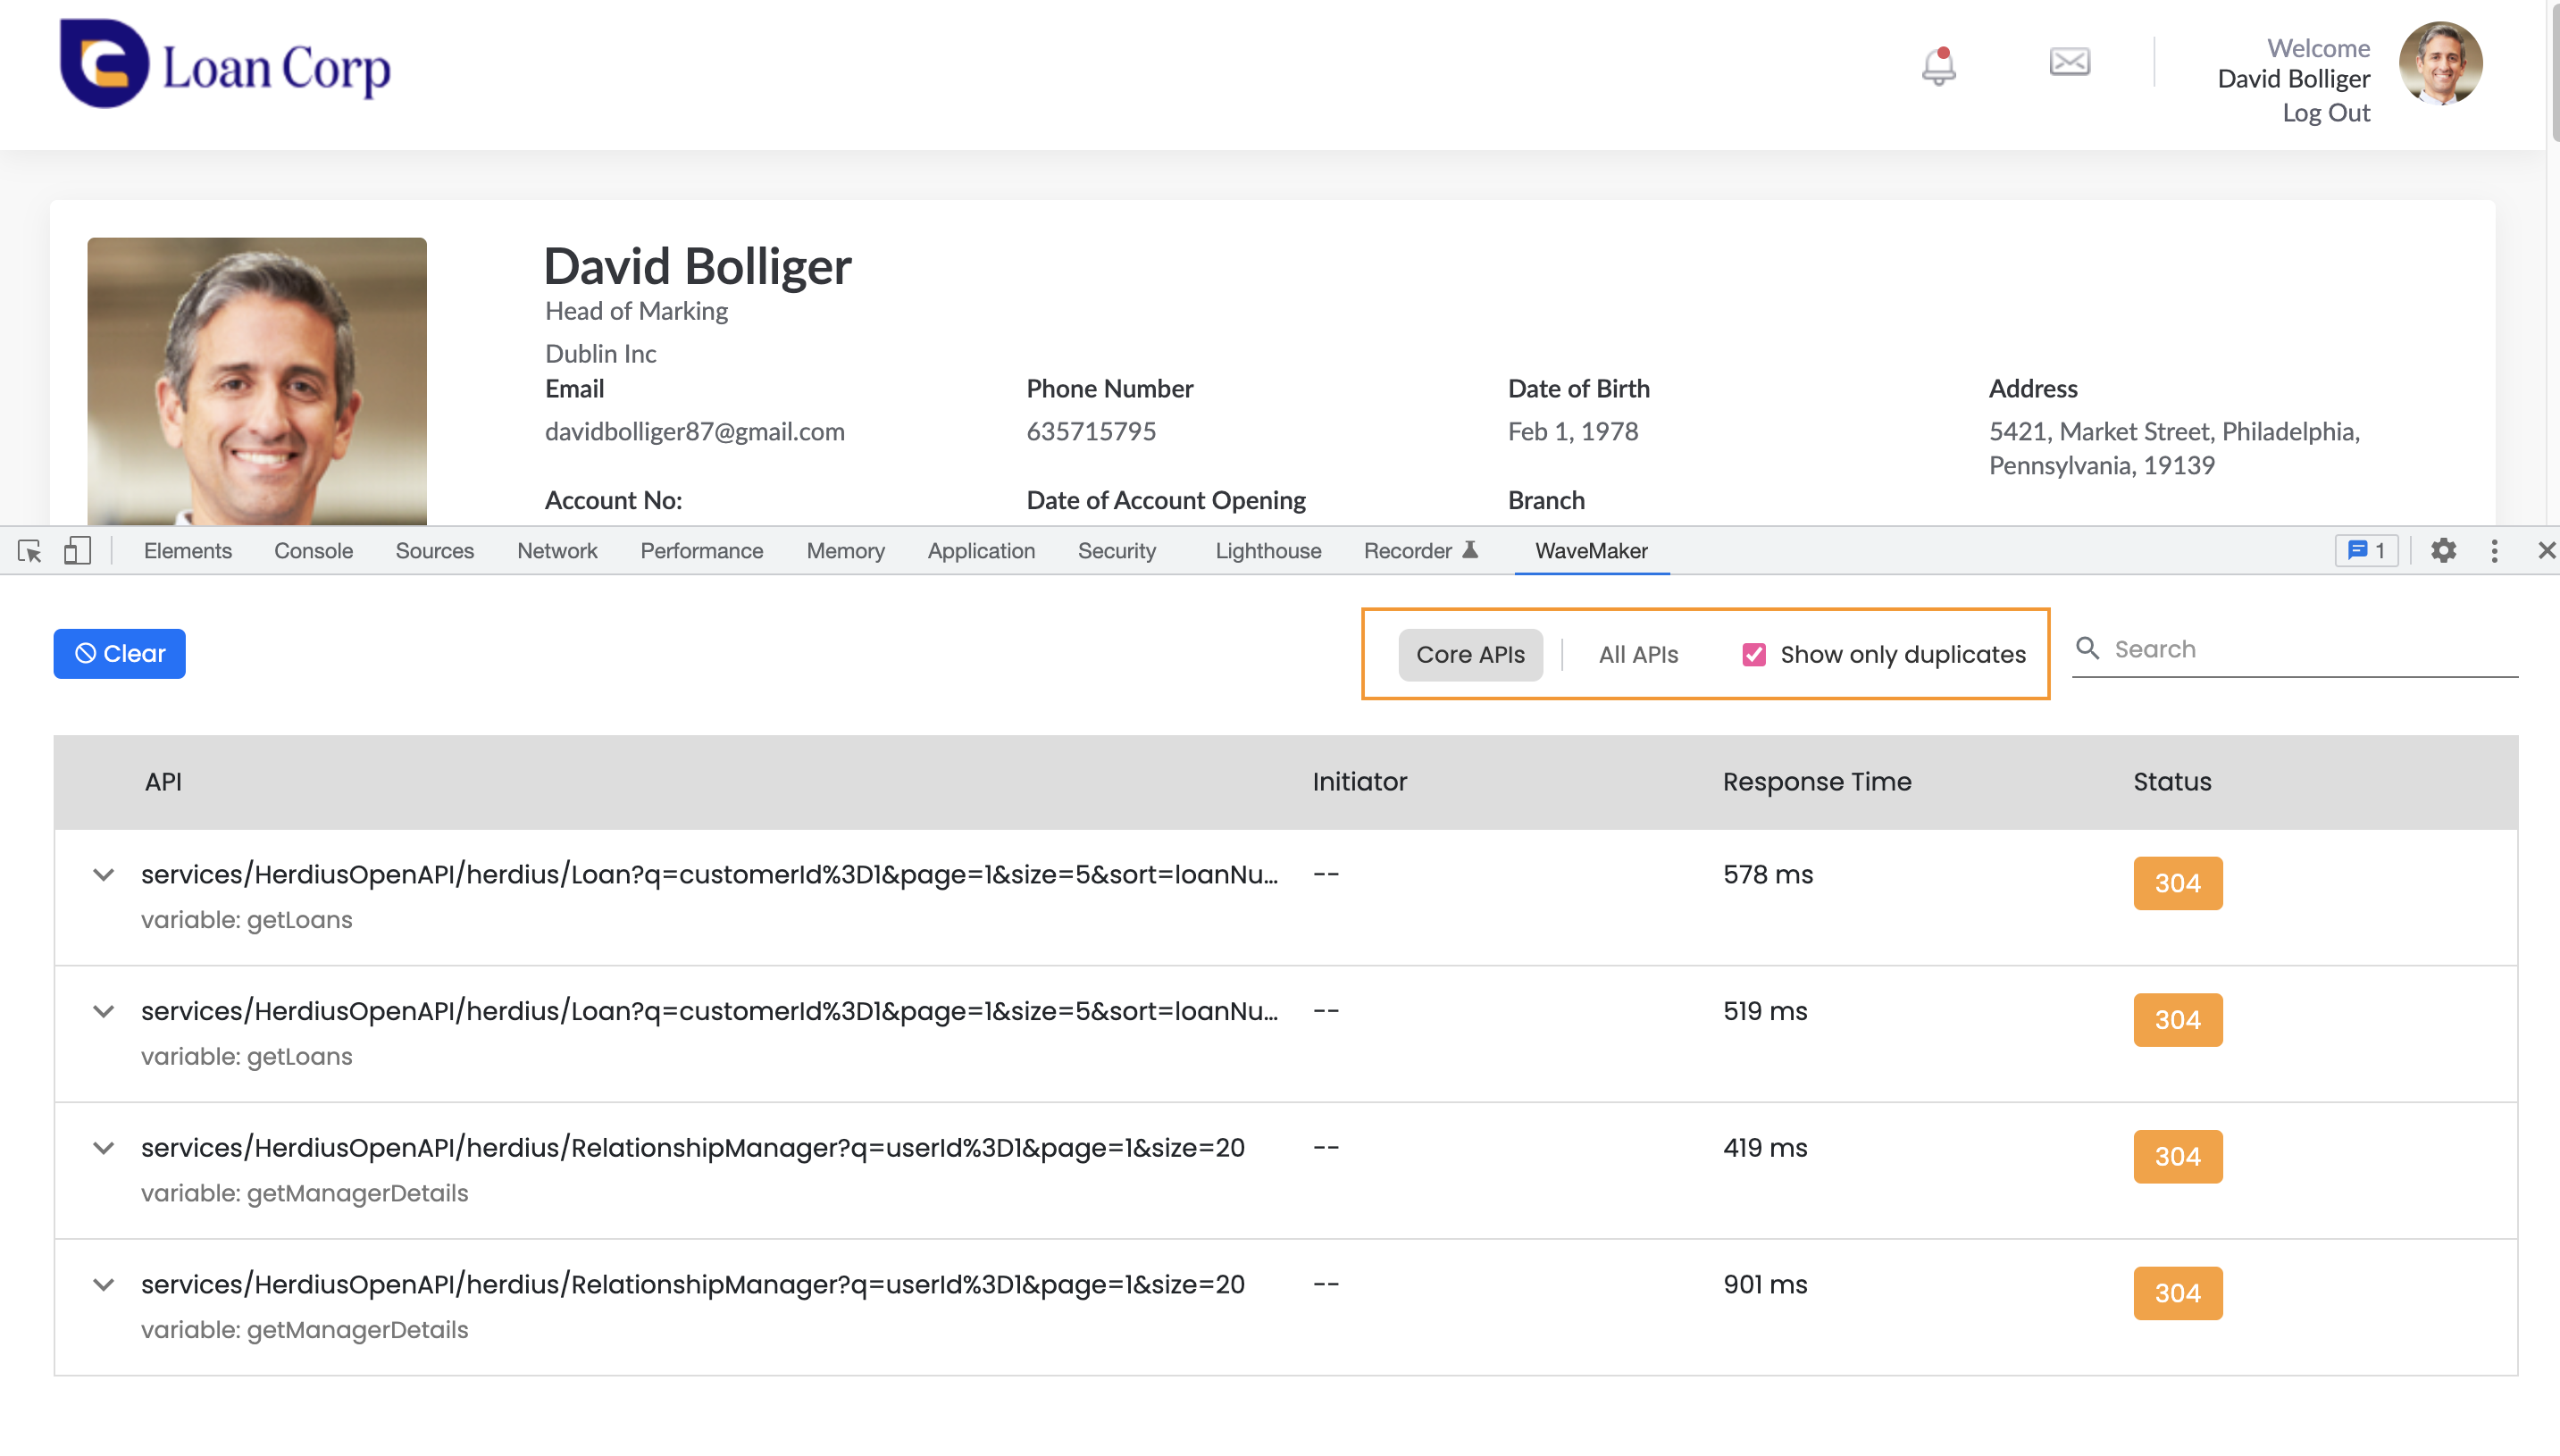 Loan Corp
Welcome
David Bolliger
Log Out
David Bolliger
Head of Marking
Dublin Inc
Email
Phone Number
Date of Birth
Address
davidbolliger87@gmail.com
635715795
Feb 1, 1978
5421, Market Street, Philadelphia,
Pennsylvania, 19139
Account No:
Date of Account Opening
Branch
Elements
Console
Sources
Network
Performance
Memory
Application
Security
Lighthouse
Recorder
WaveMaker
1
Clear
Core APIs
All APIs
Show only duplicates
Search
API
Initiator
Response Time
Status
services/HerdiusOpenAPI/herdius/Loan?q=customerId%3D1&page=1&size=5&sort=loanNu...
--
578 ms
304
variable: getLoans
services/HerdiusOpenAPI/herdius/Loan?q=customerId%3D1&page=1&size=5&sort=loanNu...
--
519 ms
304
variable: getLoans
services/HerdiusOpenAPI/herdius/RelationshipManager?q=userId%3D1&page=1&size=20
--
419 ms
304
variable: getManagerDetails
services/HerdiusOpenAPI/herdius/RelationshipManager?q=userId%3D1&page=1&size=20
--
901 ms
304
variable: getManagerDetails